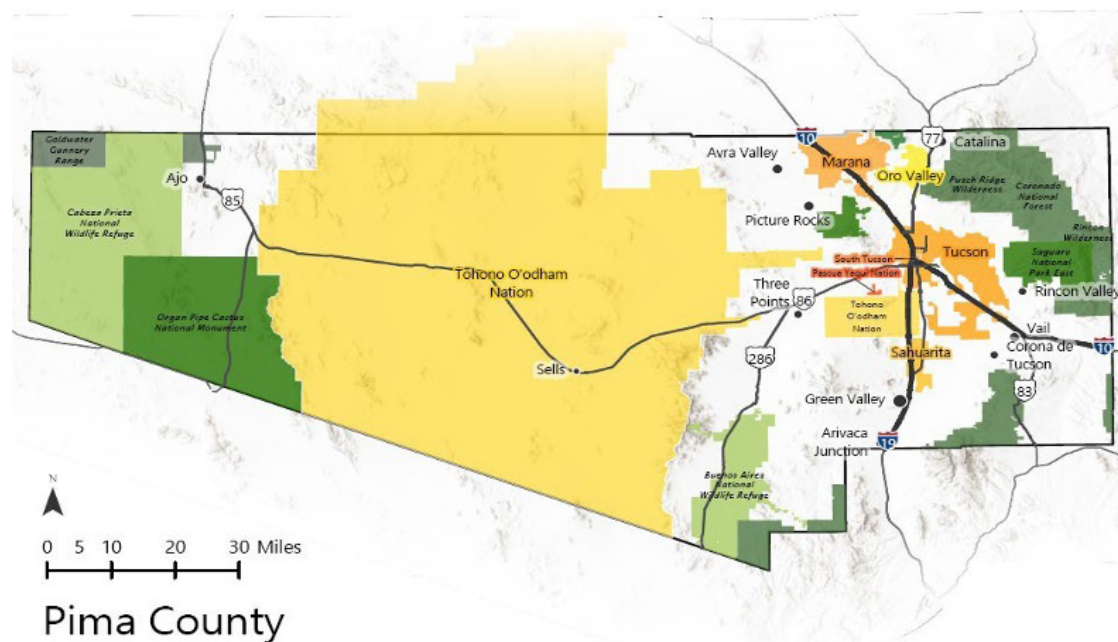 Goldwater
Gunnery
Range
Ajo
85
Cabeza Prieta
National
Wildlife Refuge
Organ Pipe Cactus
National Monument
Tohono O'odham
Nation
Sells
Avra Valley
Picture Rocks
10
Marana
77
Catalina
Oro Valley
Pusch Ridge
Wilderness
Coronado
National
Forest
Rincon
Wilderness
Saguaro
National
Park East
Tucson
South Tucson
Pascua Yaqui Nation
Rincon Valley
Three
Points
86
Tohono
O'odham
Nation
286
Sahuarita
Vail
10
Corona de
Tucson
83
Green Valley
Arivaca
Junction
19
Buenos Aires
National
Wildlife Refuge
N
0 5 10 20 30 Miles
Pima County